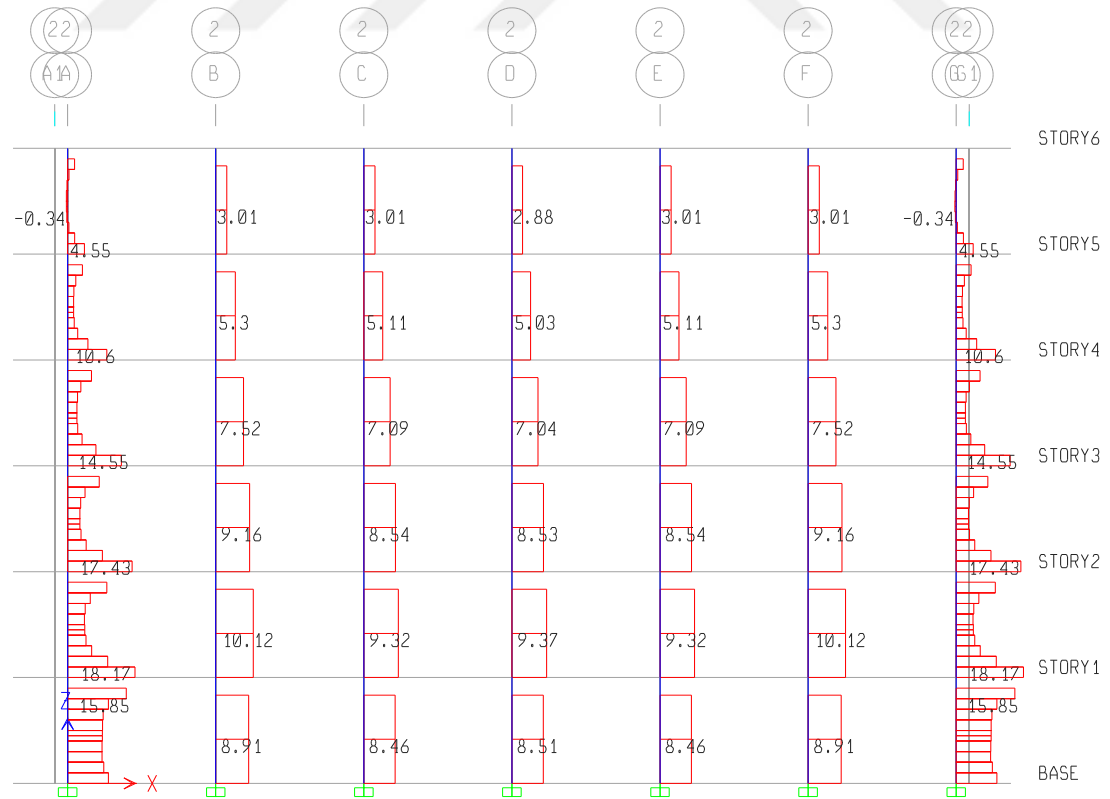 2 2 2 2 2 2 2 2 2
A1 A B C D E F G G1
STORY6
-0.34 3.01 3.01 2.88 3.01 3.01 -0.34
4.55 4.55 STORY5
5.3 5.11 5.03 5.11 5.3
10.6 10.6 STORY4
7.52 7.09 7.04 7.09 7.52
14.55 14.55 STORY3
9.16 8.54 8.53 8.54 9.16
17.43 17.43 STORY2
10.12 9.32 9.37 9.32 10.12
18.17 18.17 STORY1
Z 15.85 15.85
8.91 8.46 8.51 8.46 8.91
X BASE